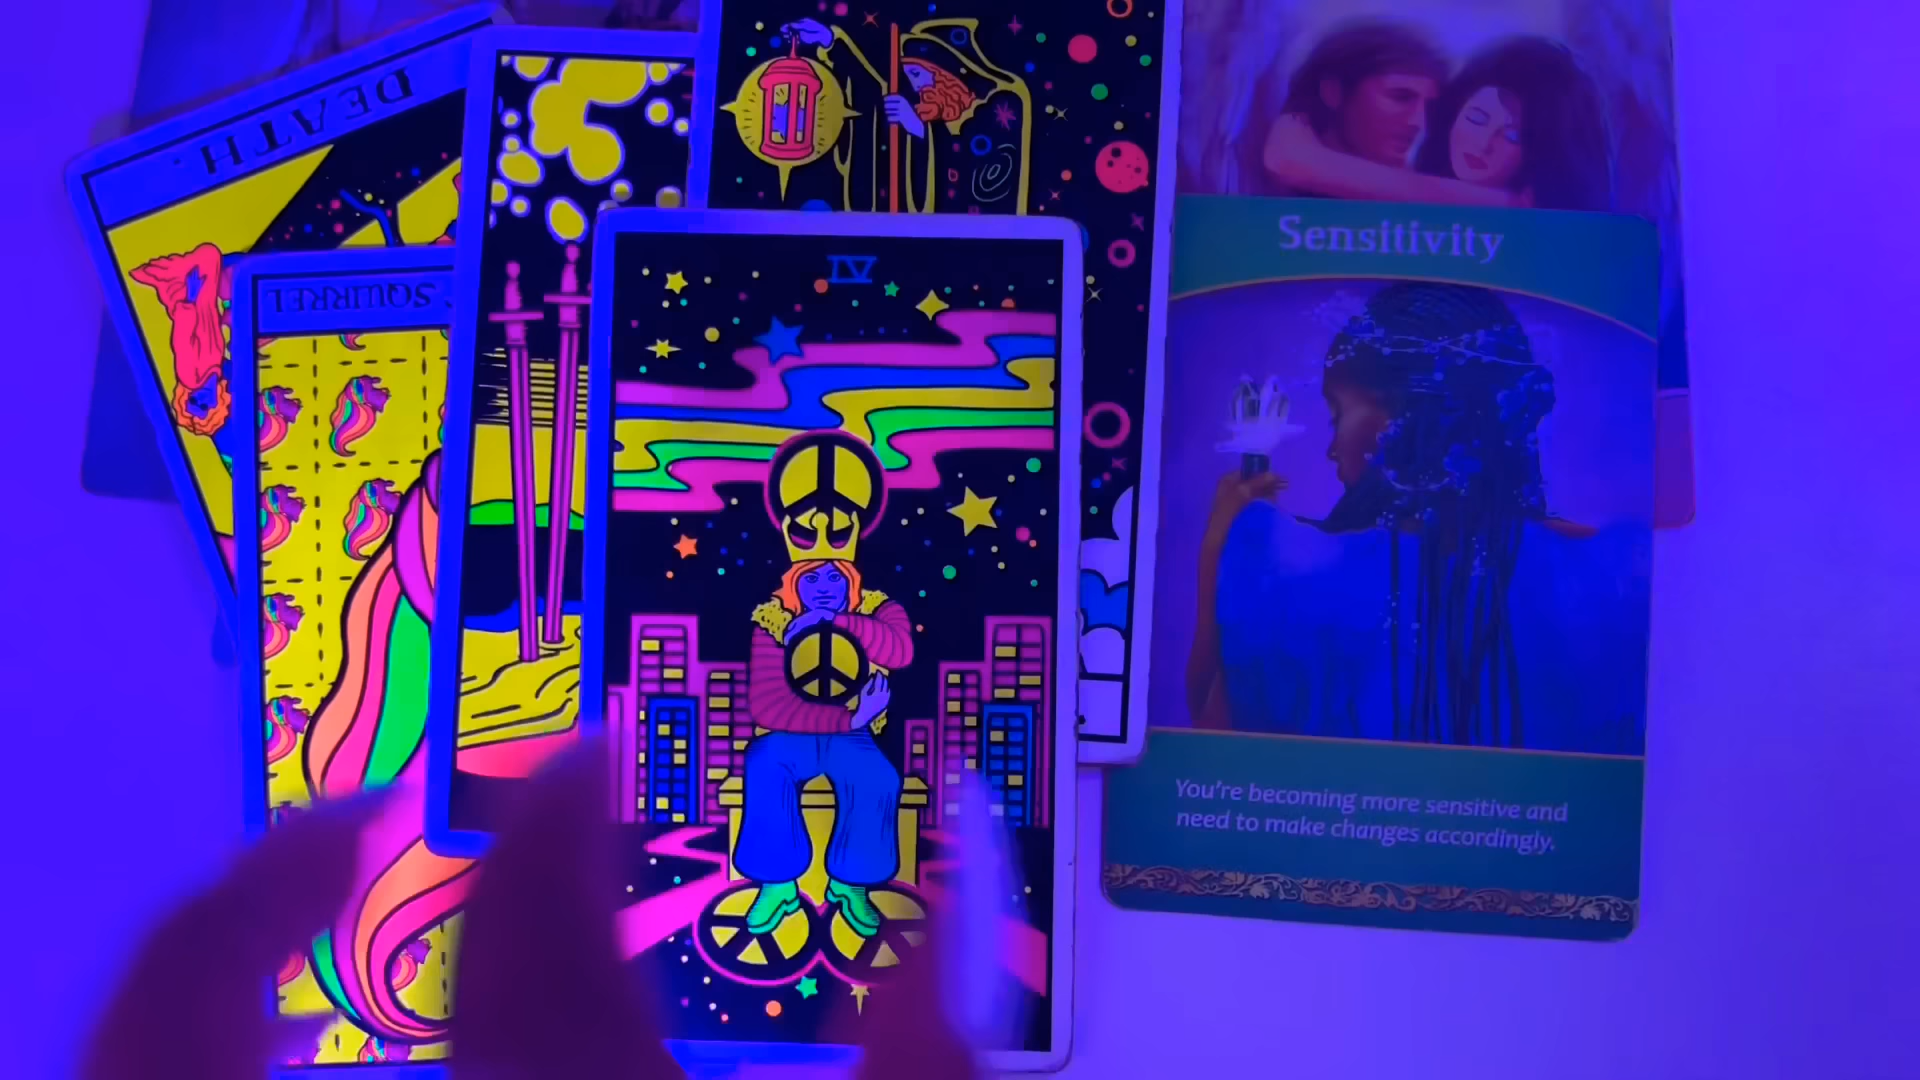 DEATH.
SQUIRREL
IV
Sensitivity
You're becoming more sensitive and
need to make changes accordingly.